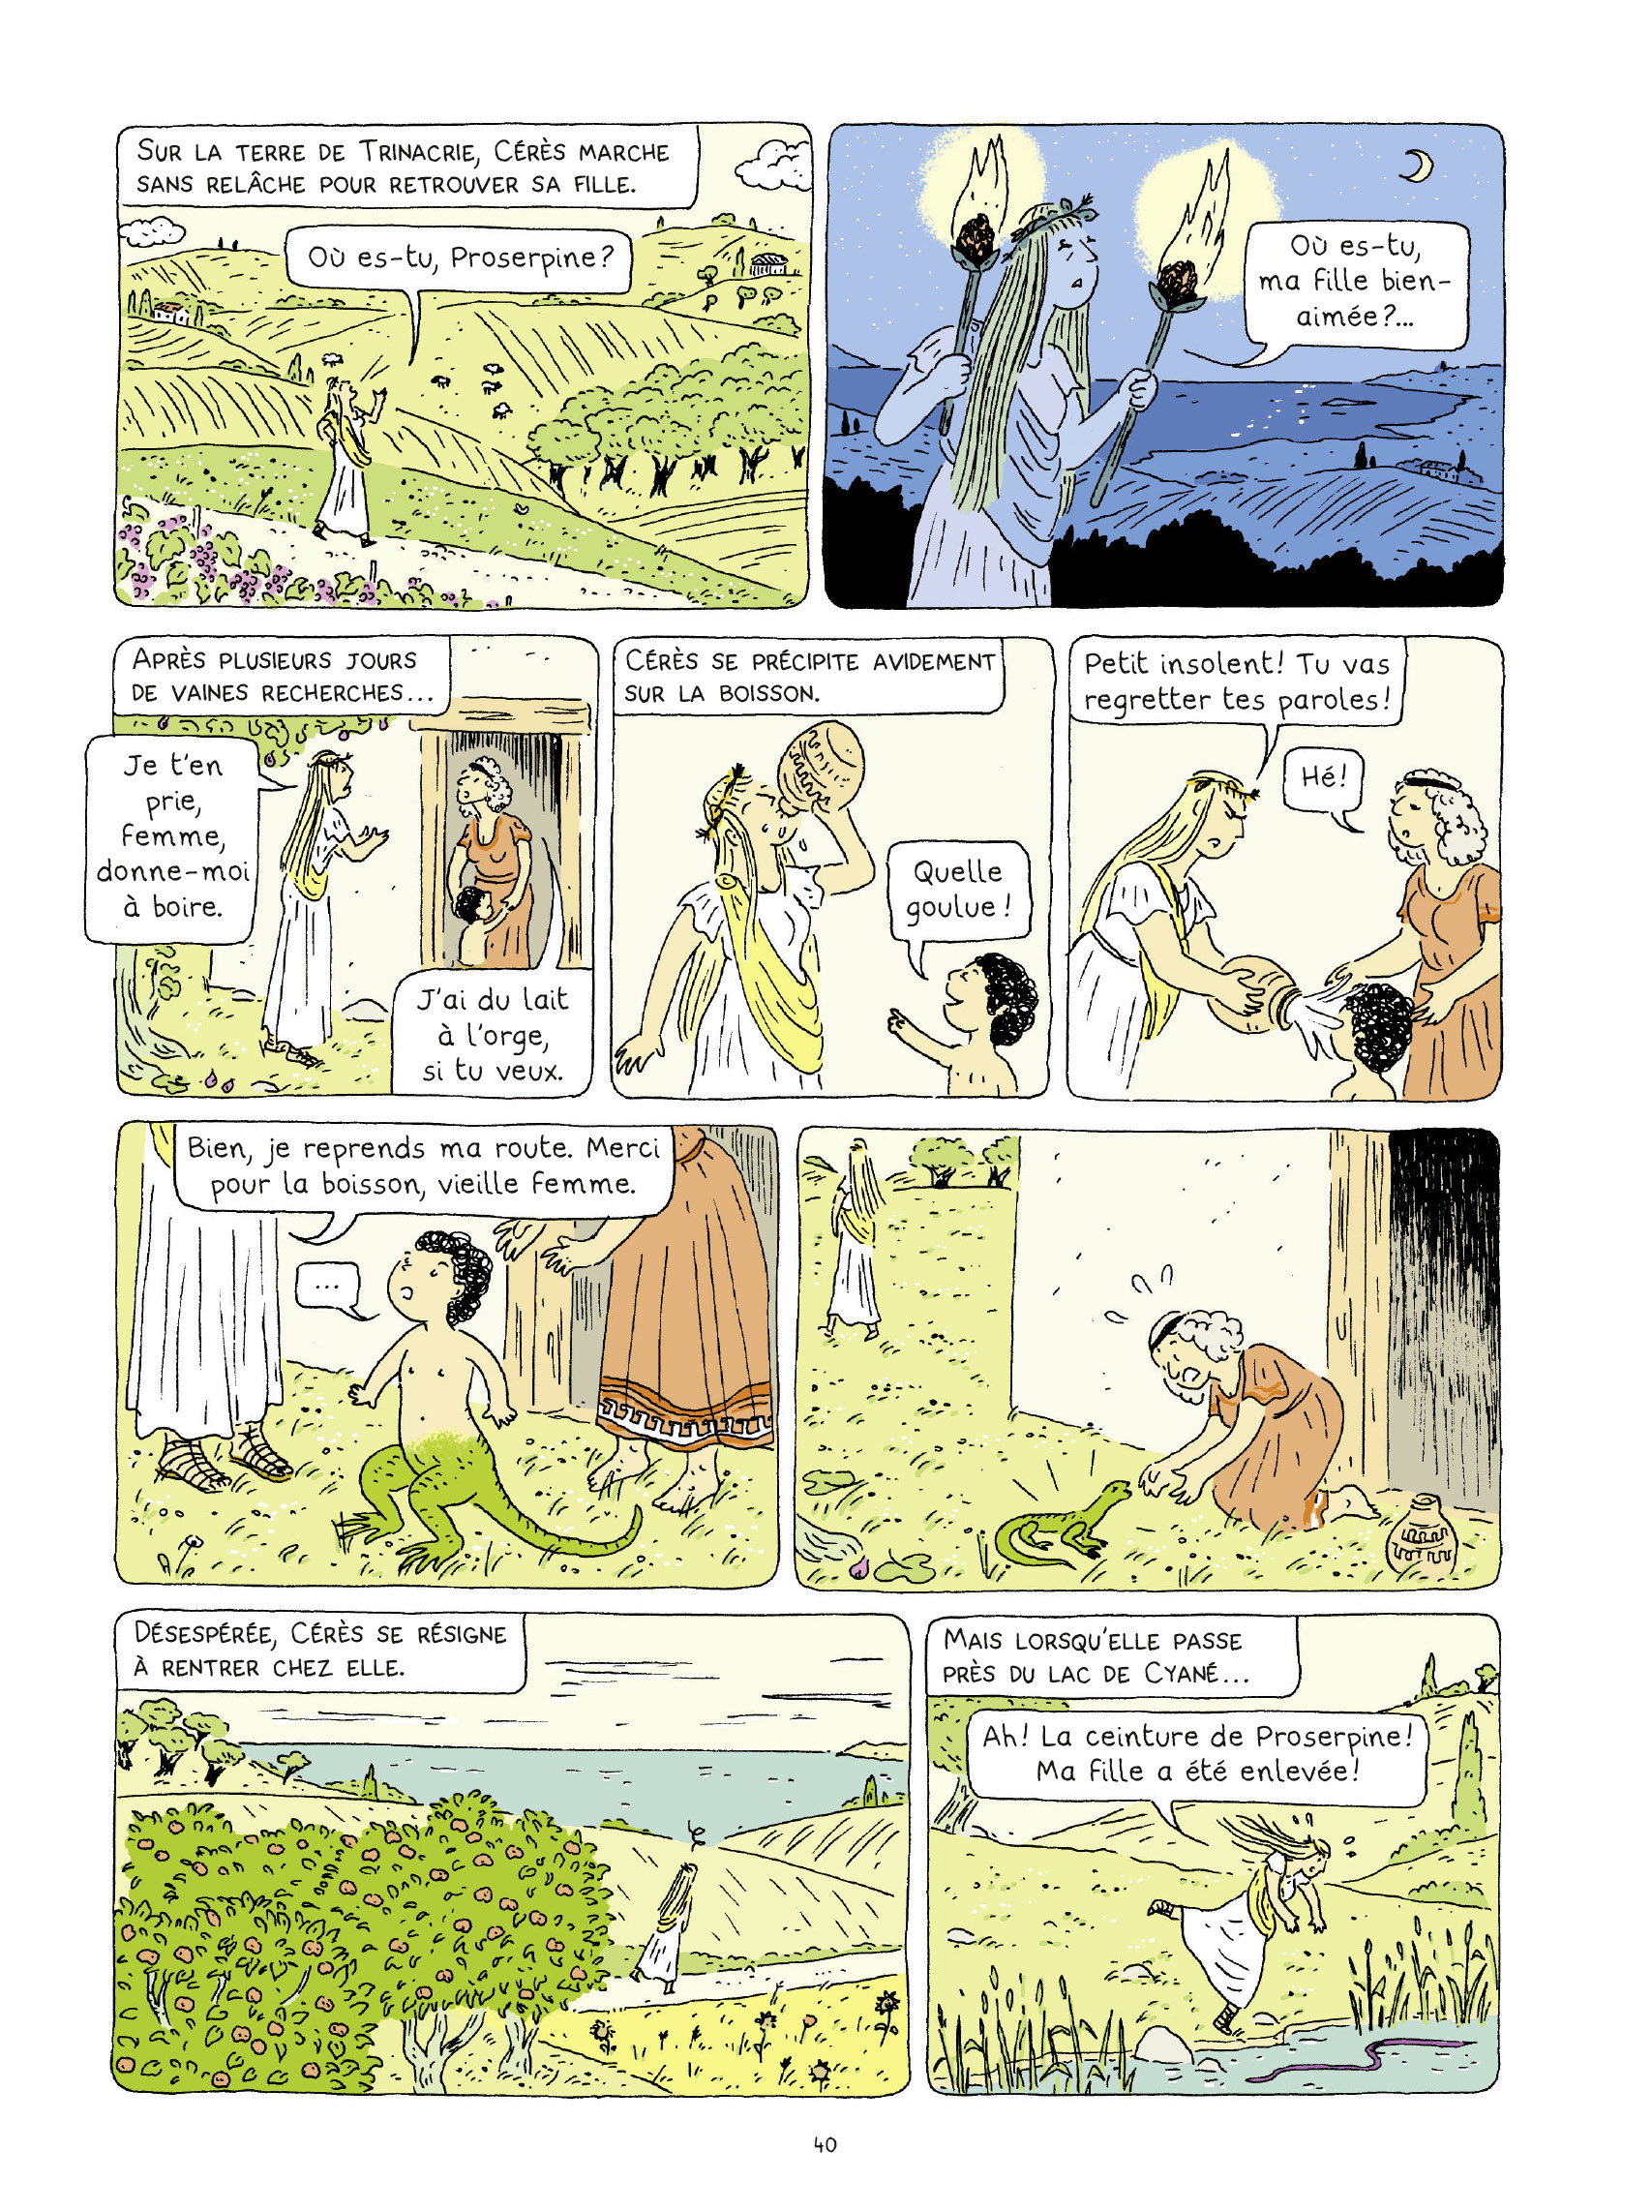 SUR LA TERRE DE TRINACRIE, CÉRÈS MARCHE
SANS RELÂCHE POUR RETROUVER SA FILLE.
Où es-tu, Proserpine?
Où es-tu,
ma fille bien-
aimée?...
APRÈS PLUSIEURS JOURS
DE VAINES RECHERCHES...
Je t'en
prie,
femme,
donne-moi
à boire.
J'ai du lait
à l'orge,
si tu veux.
CÉRÈS SE PRÉCIPITE AVIDEMENT
SUR LA BOISSON.
Quelle
goulue!
Petit insolent! Tu vas
regretter tes paroles!
Hé!
Bien, je reprends ma route. Merci
pour la boisson, vieille femme.
...
DÉSESPÉRÉE, CÉRÈS SE RÉSIGNE
À RENTRER CHEZ ELLE.
MAIS LORSQU'ELLE PASSE
PRÈS DU LAC DE CYANÉ...
Ah! La ceinture de Proserpine!
Ma fille a été enlevée!
40